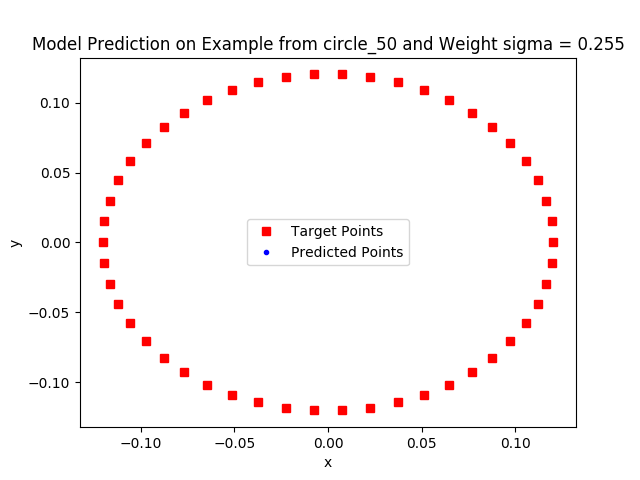 Model Prediction on Example from circle_50 and Weight sigma = 0.255
0.10
0.05
0.00
−0.05
−0.10
y
Target Points
Predicted Points
−0.10 −0.05 0.00 0.05 0.10
x